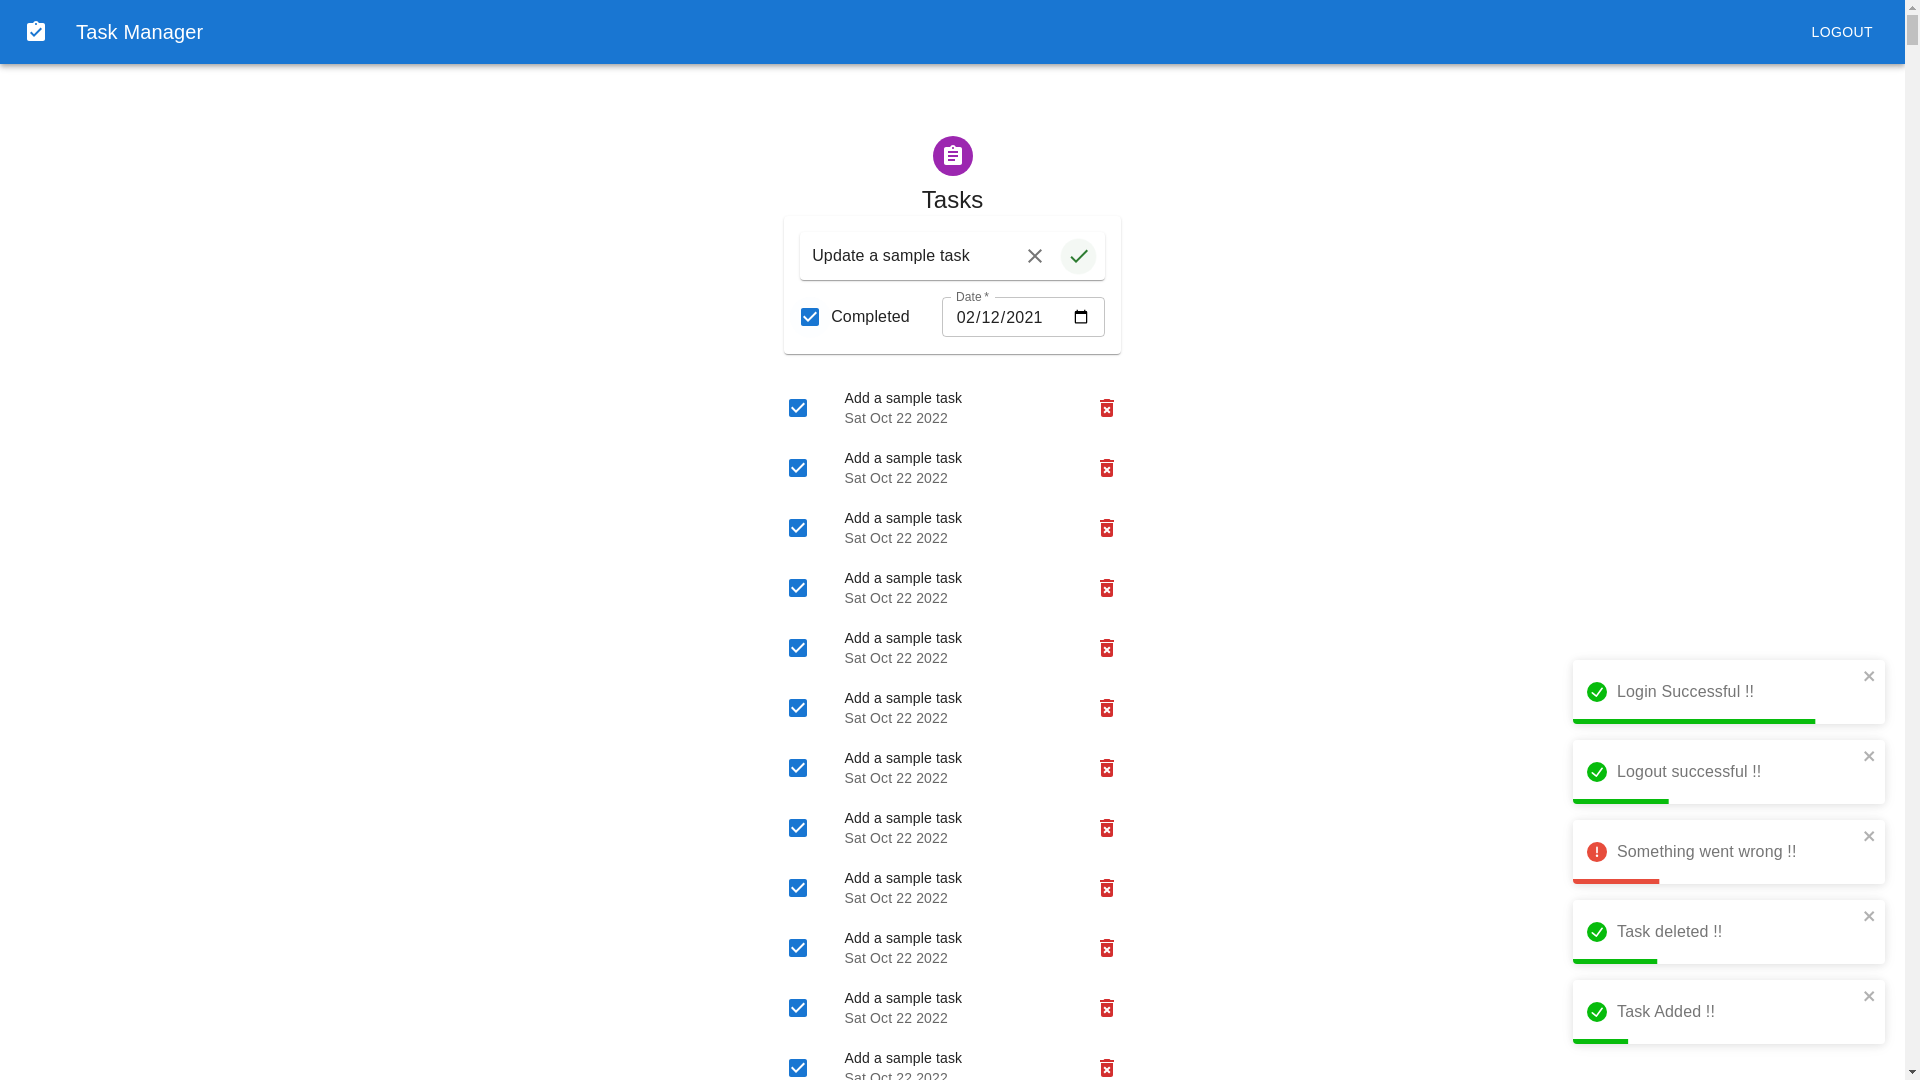 Task Manager
LOGOUT
Tasks
Update a sample task
Completed
Date *
02/12/2021
Add a sample task
Sat Oct 22 2022
Add a sample task
Sat Oct 22 2022
Add a sample task
Sat Oct 22 2022
Add a sample task
Sat Oct 22 2022
Add a sample task
Sat Oct 22 2022
Add a sample task
Sat Oct 22 2022
Add a sample task
Sat Oct 22 2022
Add a sample task
Sat Oct 22 2022
Add a sample task
Sat Oct 22 2022
Add a sample task
Sat Oct 22 2022
Add a sample task
Sat Oct 22 2022
Add a sample task
Sat Oct 22 2022
Login Successful !!
Logout successful !!
Something went wrong !!
Task deleted !!
Task Added !!